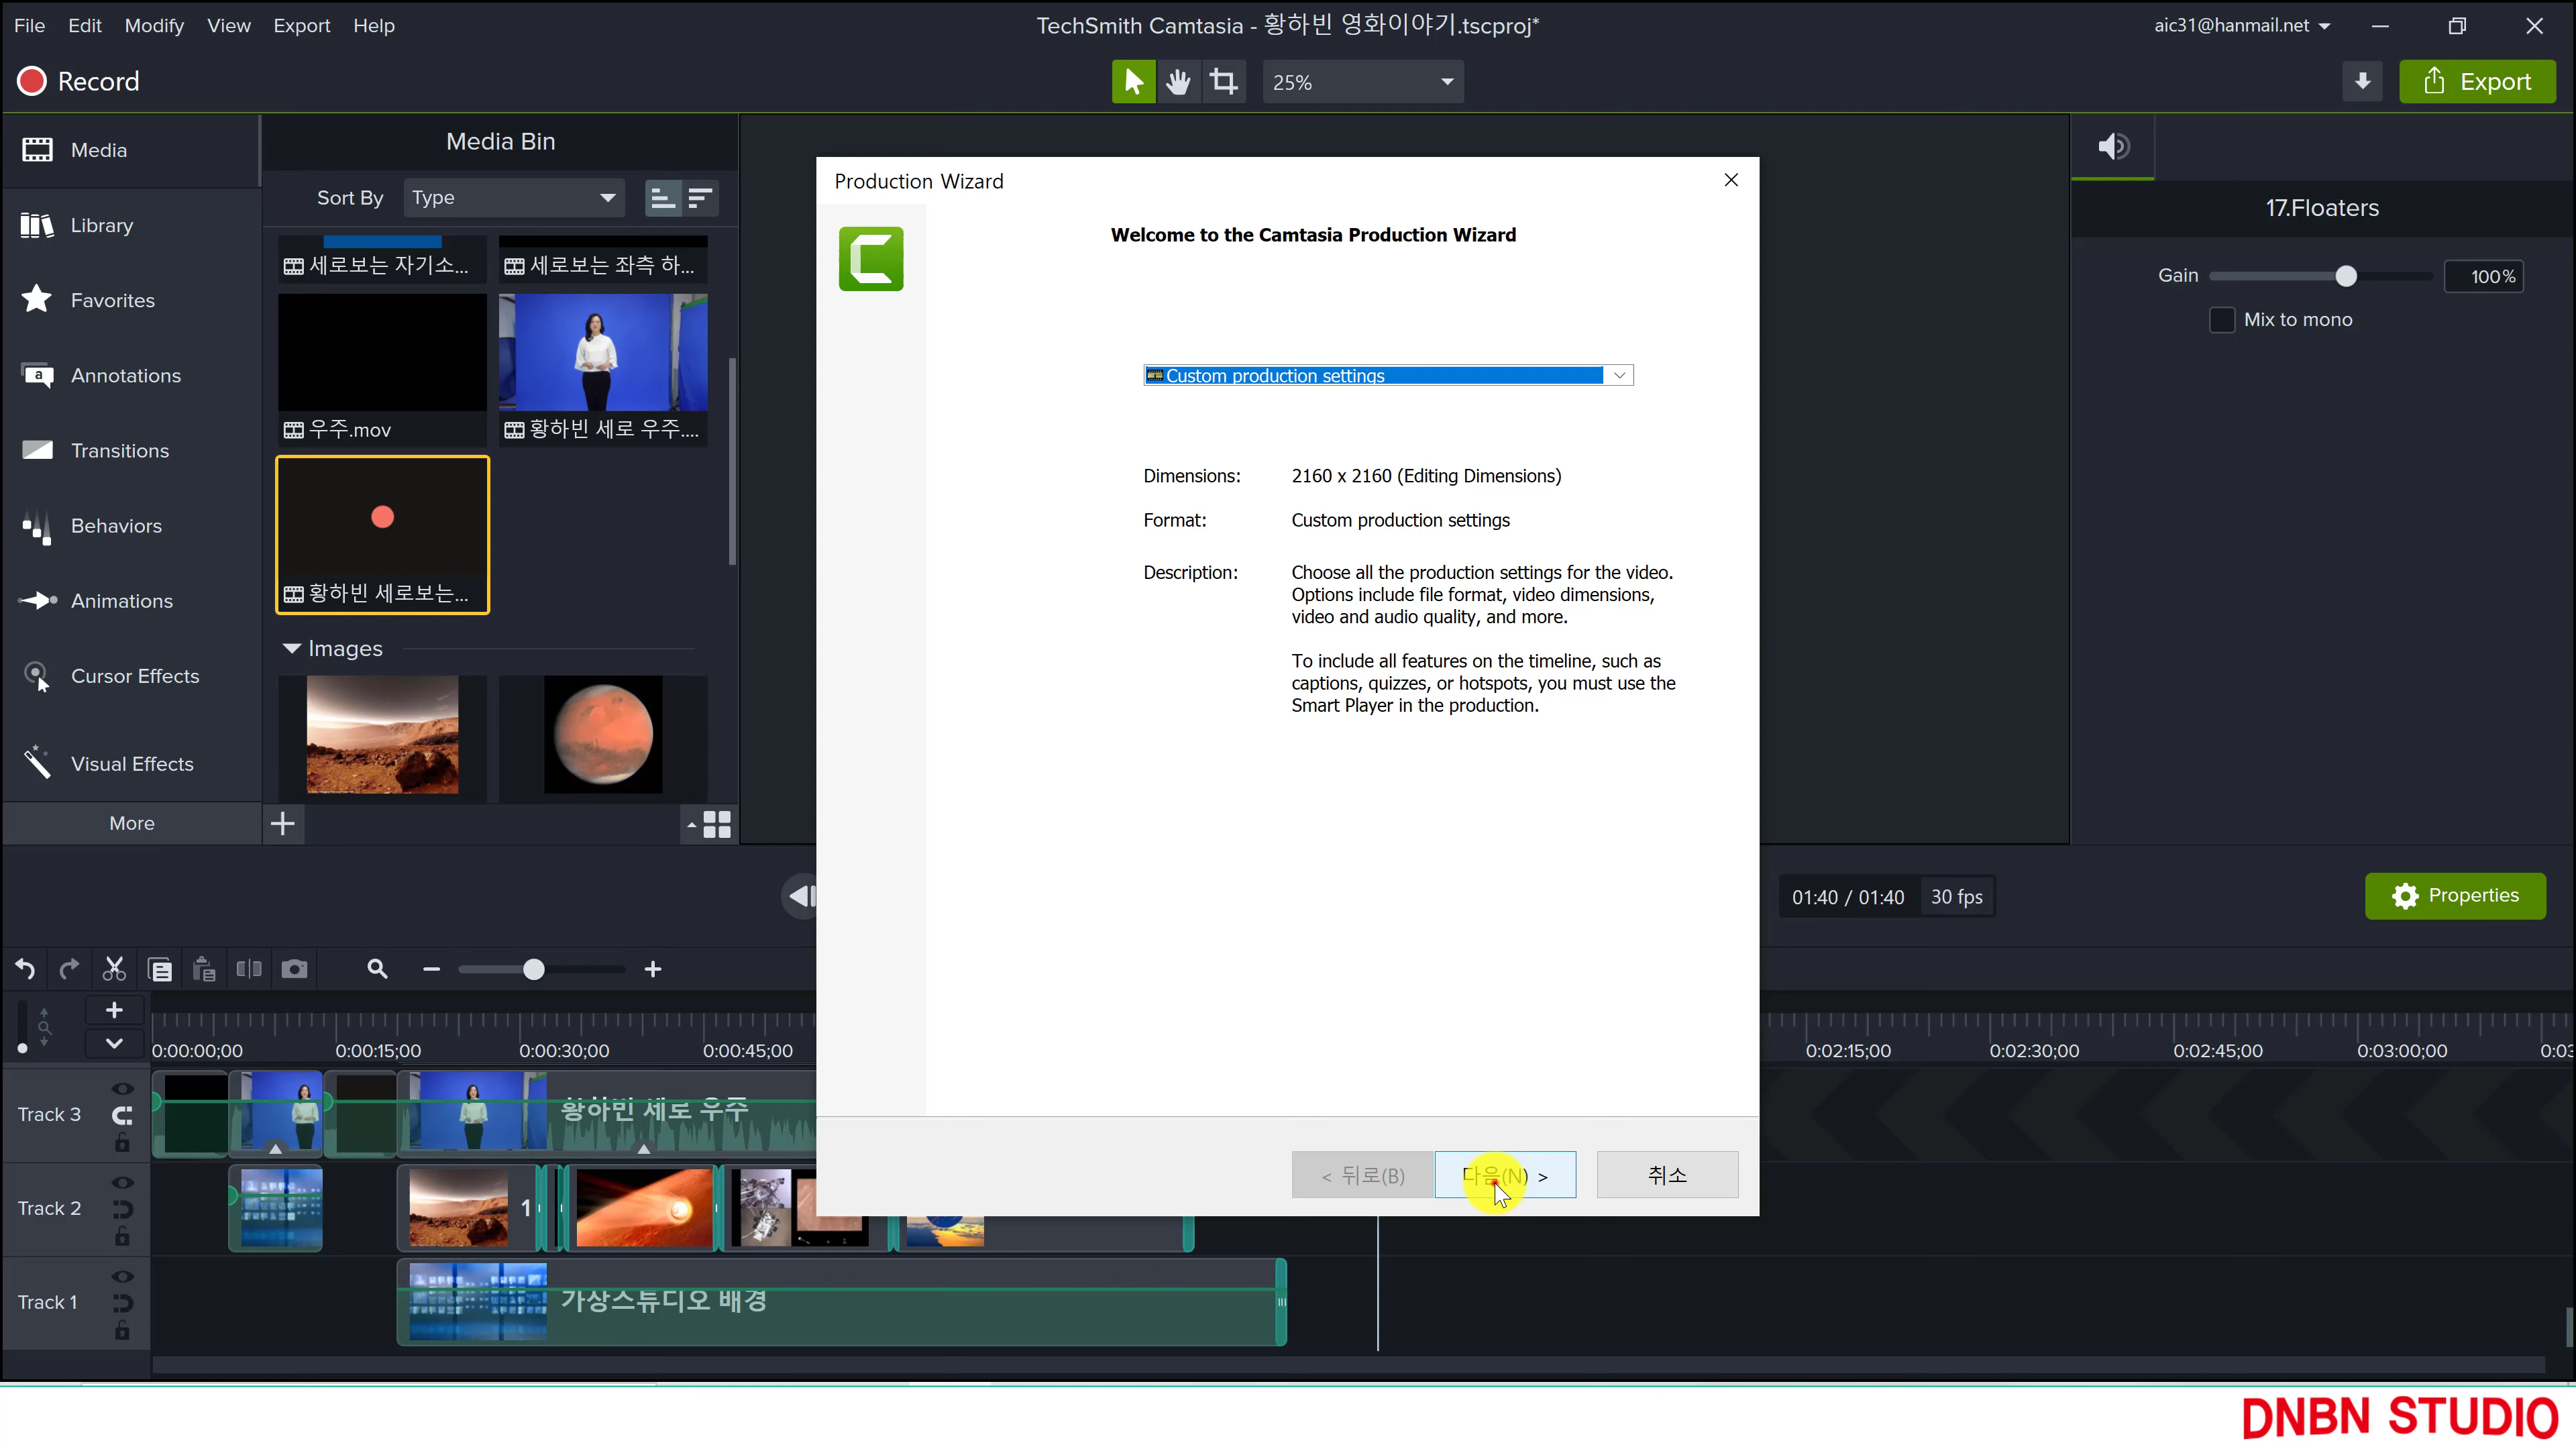 File Edit Modify View Export Help
TechSmith Camtasia - 황하빈 영화이야기.tscproj*
aic31@hanmail.net
Record
25%
Export
Media
Library
Favorites
Annotations
Transitions
Behaviors
Animations
Cursor Effects
Visual Effects
More
Media Bin
Sort By Type
세로보는 자기소...
세로보는 좌측 하...
우주.mov
황하빈 세로 우주....
황하빈 세로보는...
Images
Production Wizard
Welcome to the Camtasia Production Wizard
Custom production settings
Dimensions: 2160 x 2160 (Editing Dimensions)
Format: Custom production settings
Description: Choose all the production settings for the video.
Options include file format, video dimensions,
video and audio quality, and more.
To include all features on the timeline, such as
captions, quizzes, or hotspots, you must use the
Smart Player in the production.
< 뒤로(B)
다음(N) >
취소
17.Floaters
Gain 100%
Mix to mono
01:40 / 01:40 30 fps
Properties
0:00:00;00 0:00:15;00 0:00:30;00 0:00:45;00 0:02:15;00 0:02:30;00 0:02:45;00 0:03:00;00 0:03
Track 3
황하빈 세로 우주
Track 2
1
Track 1
가상스튜디오 배경
DNBN STUDIO